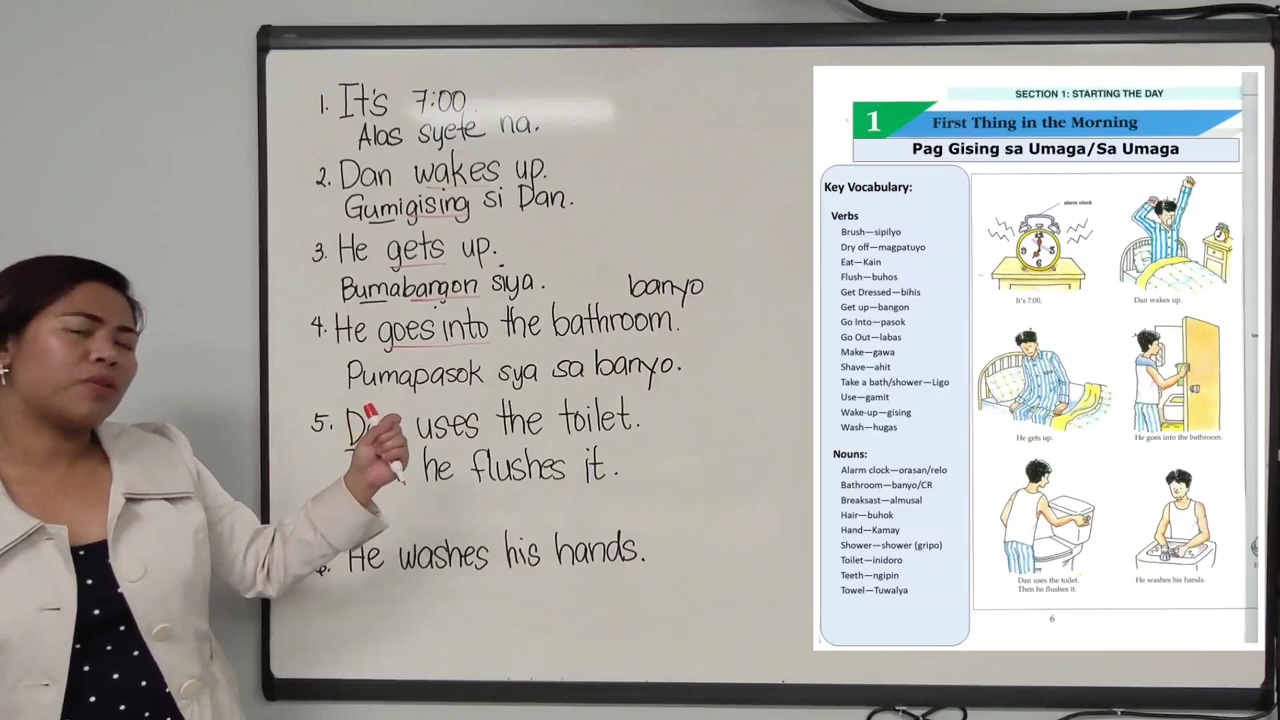 1. It's 7:00
Alas syete na.
2. Dan wakes up.
Gumigising si Dan.
3. He gets up.
Bumabangon siya.
banyo
4. He goes into the bathroom.
Pumapasok sya sa banyo.
5. uses the toilet.
he flushes it.
He washes his hands.
SECTION 1: STARTING THE DAY
1 First Thing in the Morning
Pag Gising sa Umaga/Sa Umaga
Key Vocabulary:
Verbs
Brush—sipilyo
Dry off—magpatuyo
Eat—Kain
Flush—buhos
Get Dressed—bihis
Get up—bangon
Go Into—pasok
Go Out—labas
Make—gawa
Shave—ahit
Take a bath/shower—Ligo
Use—gamit
Wake-up—gising
Wash—hugas
Nouns:
Alarm clock—orasan/relo
Bathroom—banyo/CR
Breaksast—almusal
Hair—buhok
Hand—Kamay
Shower—shower (gripo)
Toilet—inidoro
Teeth—ngipin
Towel—Tuwalya
alarm clock
It's 7:00.
Dan wakes up.
He gets up.
He goes into the bathroom.
Dan uses the toilet.
Then he flushes it.
He washes his hands.
6